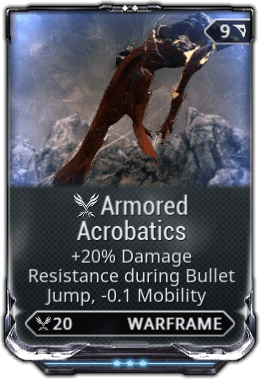 9
Armored
Acrobatics
+20% Damage
Resistance during Bullet
Jump, -0.1 Mobility
20 WARFRAME